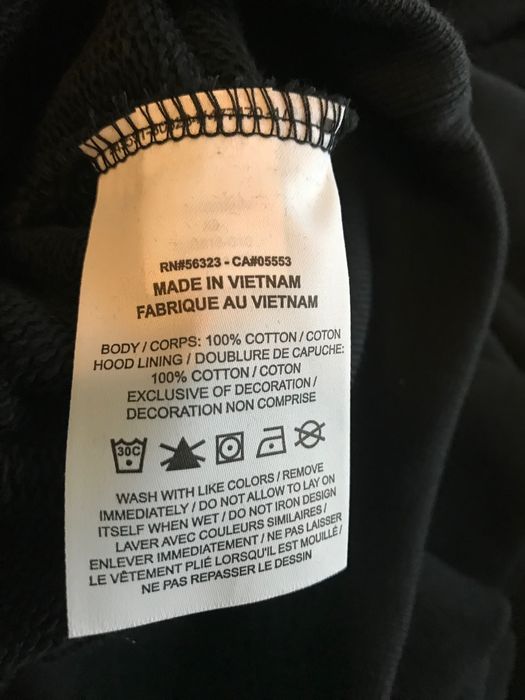 RN#56323 - CA#05553
MADE IN VIETNAM
FABRIQUE AU VIETNAM
BODY / CORPS: 100% COTTON / COTON
HOOD LINING / DOUBLURE DE CAPUCHE:
100% COTTON / COTON
EXCLUSIVE OF DECORATION /
DECORATION NON COMPRISE
30C
WASH WITH LIKE COLORS / REMOVE
IMMEDIATELY / DO NOT ALLOW TO LAY ON
ITSELF WHEN WET / DO NOT IRON DESIGN
LAVER AVEC COULEURS SIMILAIRES /
ENLEVER IMMEDIATEMENT / NE PAS LAISSER
LE VÊTEMENT PLIÉ LORSQU'IL EST MOUILLÉ /
NE PAS REPASSER LE DESSIN